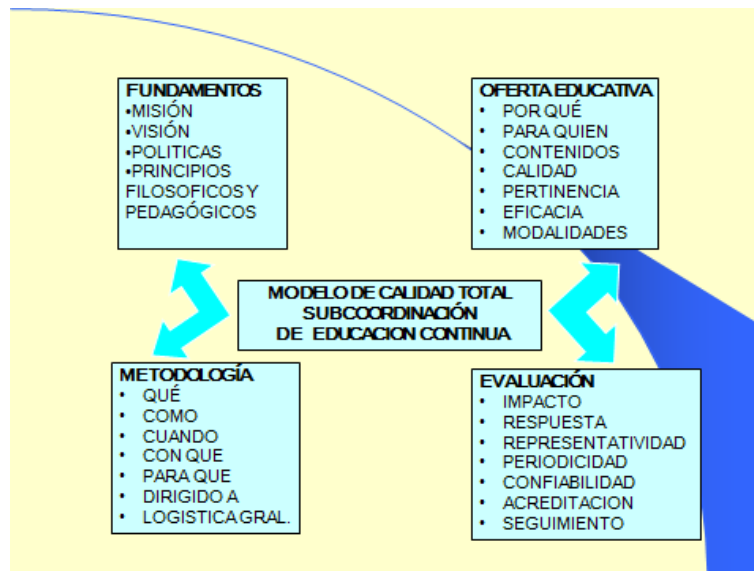 FUNDAMENTOS
•MISIÓN
•VISIÓN
•POLITICAS
•PRINCIPIOS
FILOSOFICOS Y
PEDAGÓGICOS
OFERTA EDUCATIVA
• POR QUÉ
• PARA QUIEN
• CONTENIDOS
• CALIDAD
• PERTINENCIA
• EFICACIA
• MODALIDADES
MODELO DE CALIDAD TOTAL
SUBCOORDINACIÓN
DE EDUCACION CONTINUA
METODOLOGÍA
• QUÉ
• COMO
• CUANDO
• CON QUE
• PARA QUE
• DIRIGIDO A
• LOGISTICA GRAL.
EVALUACIÓN
• IMPACTO
• RESPUESTA
• REPRESENTATIVIDAD
• PERIODICIDAD
• CONFIABILIDAD
• ACREDITACION
• SEGUIMIENTO